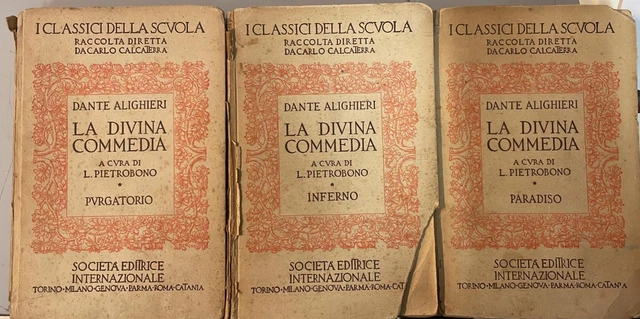 I CLASSICI DELLA SCVOLA
RACCOLTA DIRETTA
DA CARLO CALCATERRA
DANTE ALIGHIERI
LA DIVINA
COMMEDIA
A CVRA DI
L. PIETROBONO
PVRGATORIO
SOCIETÀ EDITRICE
INTERNAZIONALE
TORINO·MILANO·GENOVA·PARMA·ROMA·CATANIA
I CLASSICI DELLA SCVOLA
RACCOLTA DIRETTA
DA CARLO CALCATERRA
DANTE ALIGHIERI
LA DIVINA
COMMEDIA
A CVRA DI
L. PIETROBONO
INFERNO
SOCIETÀ EDITRICE
INTERNAZIONALE
TORINO·MILANO·GENOVA·PARMA·ROMA·CAT
I CLASSICI DELLA SCVOLA
RACCOLTA DIRETTA
DA CARLO CALCATERRA
DANTE ALIGHIERI
LA DIVINA
COMMEDIA
A CVRA DI
L. PIETROBONO
PARADISO
SOCIETÀ EDITRICE
INTERNAZIONALE
TORINO·MILANO·GENOVA·PARMA·ROMA·CATANIA